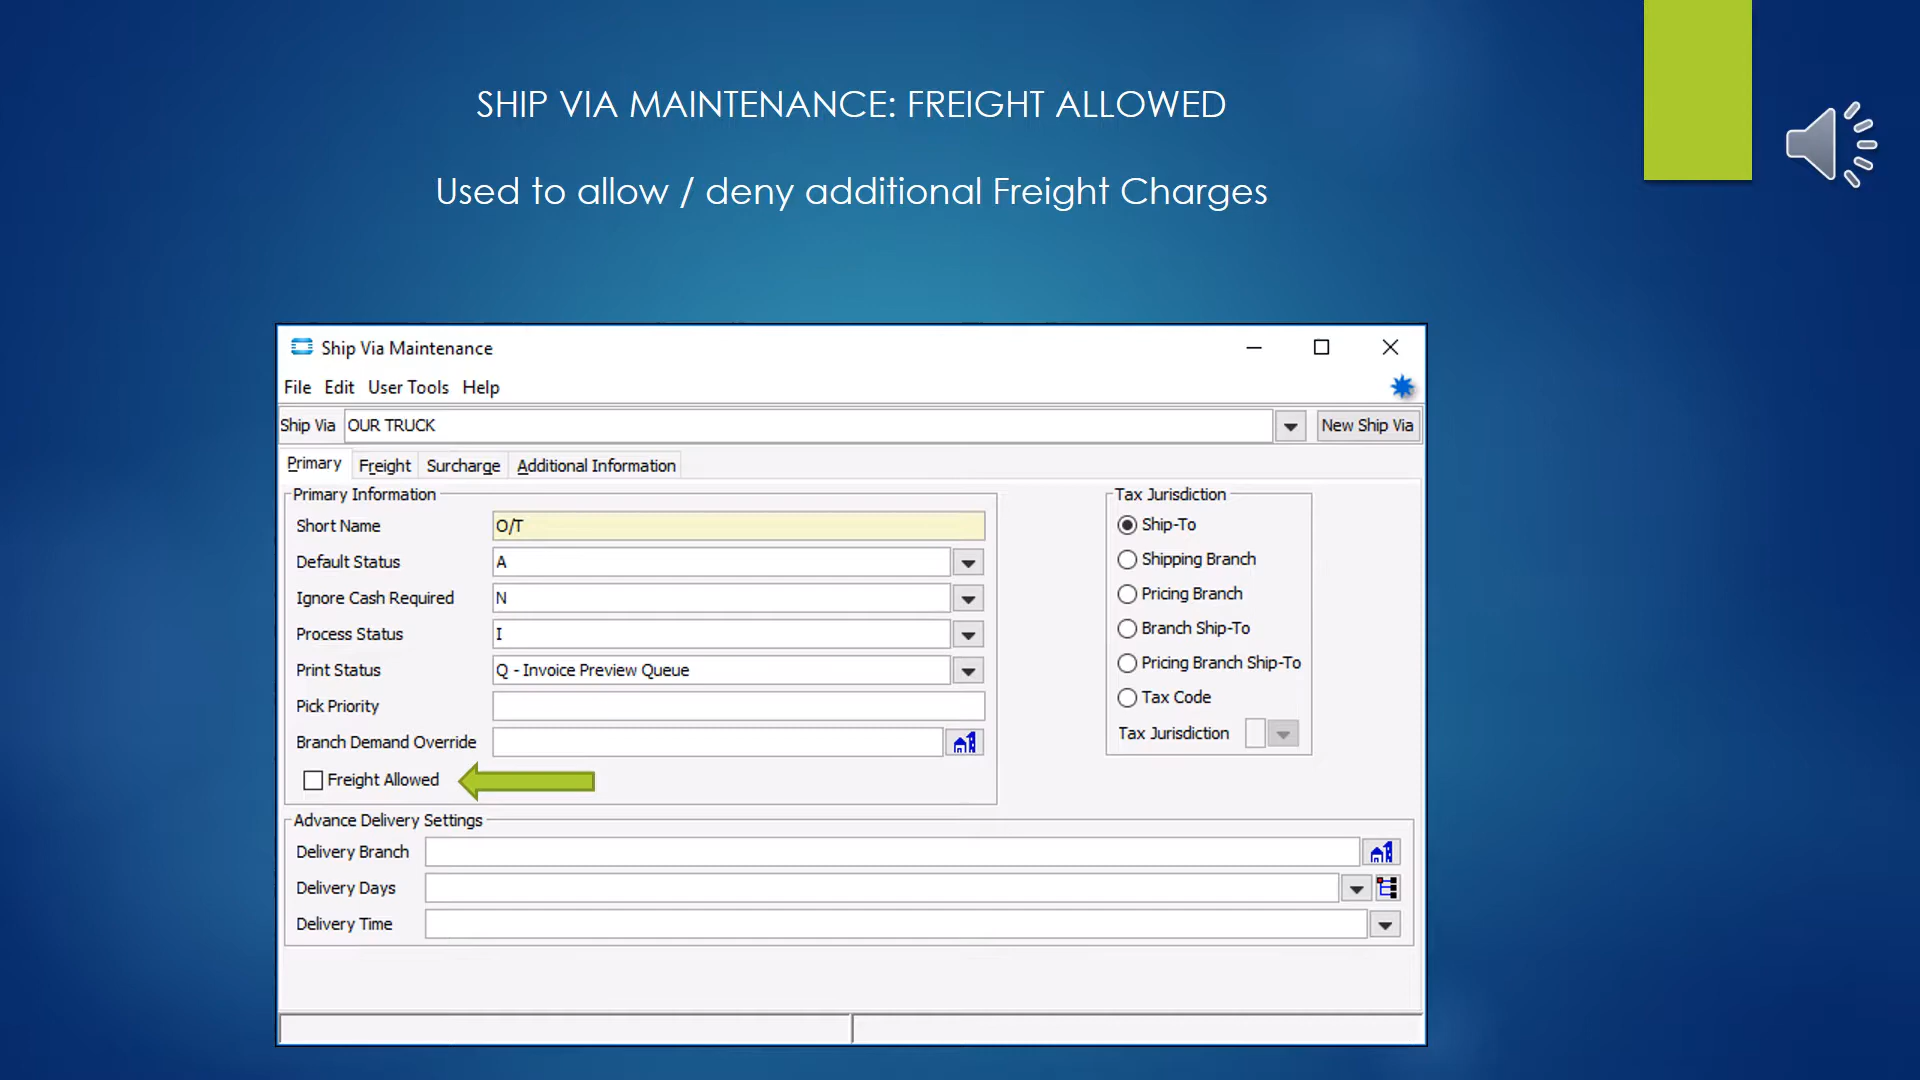 SHIP VIA MAINTENANCE: FREIGHT ALLOWED
Used to allow / deny additional Freight Charges
Ship Via Maintenance
File Edit User Tools Help
Ship Via OUR TRUCK New Ship Via
Primary Freight Surcharge Additional Information
Primary Information
Short Name O/T
Default Status A
Ignore Cash Required N
Process Status I
Print Status Q - Invoice Preview Queue
Pick Priority
Branch Demand Override
Freight Allowed
Tax Jurisdiction
Ship-To
Shipping Branch
Pricing Branch
Branch Ship-To
Pricing Branch Ship-To
Tax Code
Tax Jurisdiction
Advance Delivery Settings
Delivery Branch
Delivery Days
Delivery Time